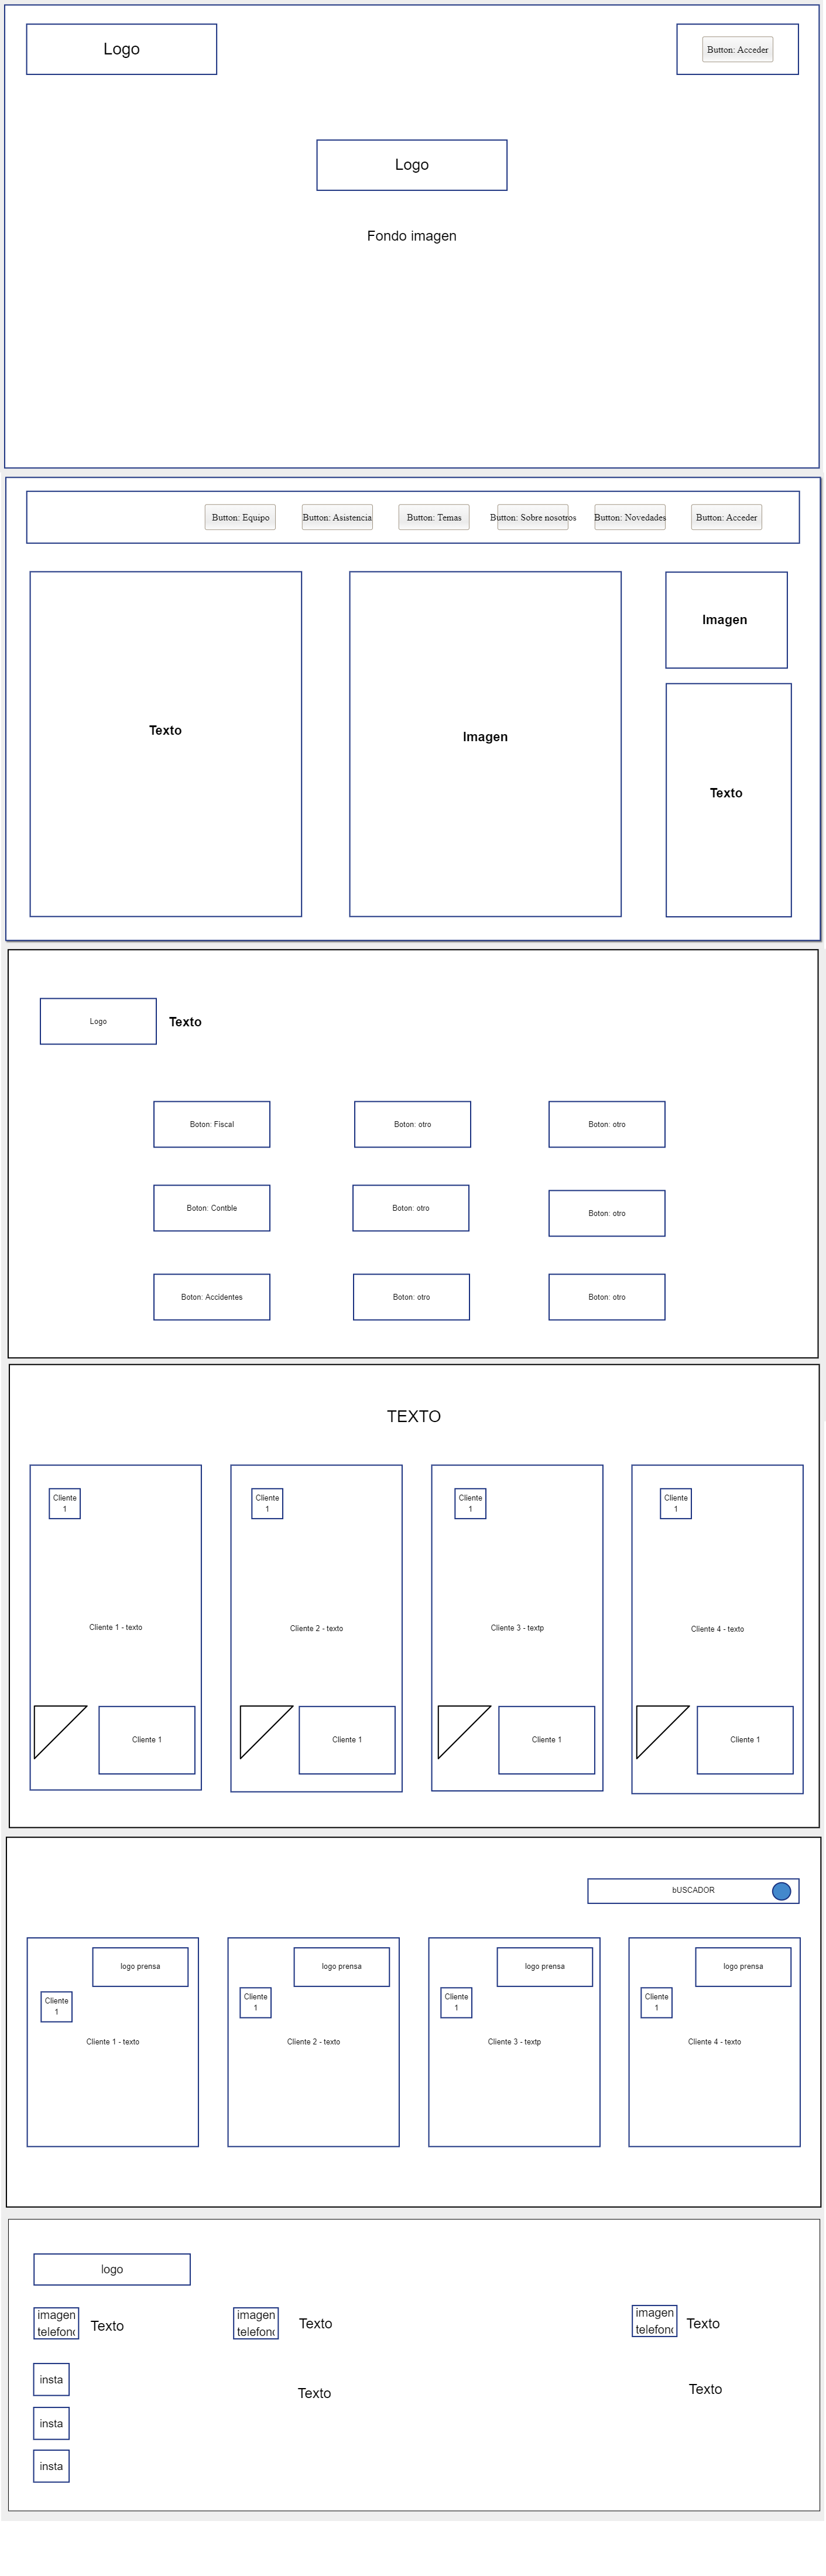 Logo
Button: Acceder
Logo
Fondo imagen
Button: Equipo
Button: Asistencia
Button: Temas
Button: Sobre nosotros
Button: Novedades
Button: Acceder
Texto
Imagen
Imagen
Texto
Logo
Texto
Boton: Fiscal
Boton: otro
Boton: otro
Boton: Contble
Boton: otro
Boton: otro
Boton: Accidentes
Boton: otro
Boton: otro
TEXTO
Cliente
1
Cliente
1
Cliente
1
Cliente
1
Cliente 1 - texto
Cliente 2 - texto
Cliente 3 - textp
Cliente 4 - texto
Cliente 1
Cliente 1
Cliente 1
Cliente 1
bUSCADOR
logo prensa
logo prensa
logo prensa
logo prensa
Cliente
1
Cliente
1
Cliente
1
Cliente
1
Cliente 1 - texto
Cliente 2 - texto
Cliente 3 - textp
Cliente 4 - texto
logo
imagen
telefono
Texto
imagen
telefono
Texto
imagen
telefono
Texto
insta
Texto
Texto
insta
insta